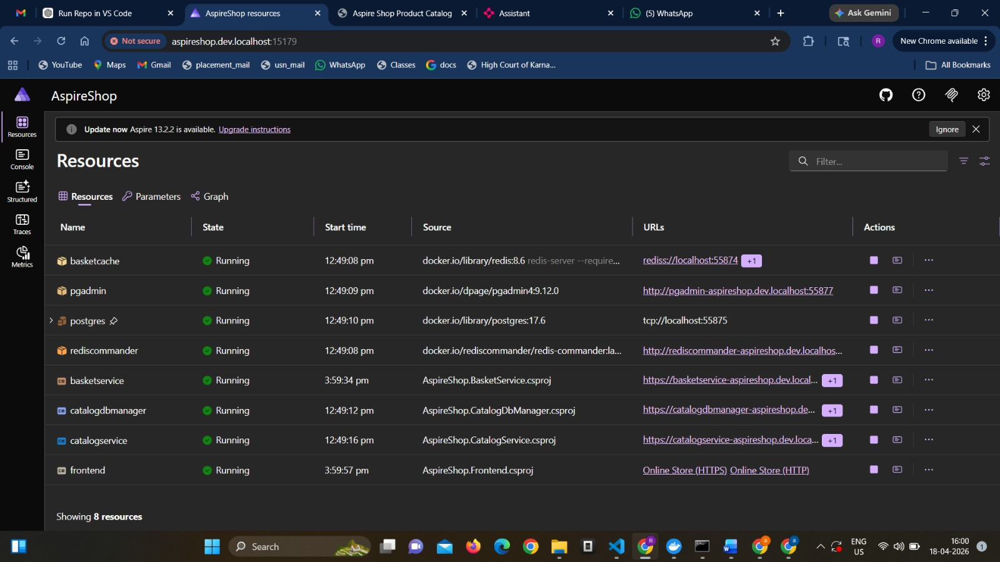 Run Repo in VS Code
AspireShop resources
Aspire Shop Product Catalog
Assistant
(5) WhatsApp
Ask Gemini
Not secure
aspireshop.dev.localhost:15179
R
New Chrome available
YouTube
Maps
Gmail
placement_mail
usn_mail
WhatsApp
Classes
docs
High Court of Karna...
All Bookmarks
AspireShop
Resources
Console
Structured
Traces
Metrics
Update now Aspire 13.2.2 is available. Upgrade instructions
Ignore
Resources
Filter...
Resources
Parameters
Graph
Name State Start time Source URLs Actions
basketcache Running 12:49:08 pm docker.io/library/redis:8.6 redis-server --require... rediss://localhost:55874 +1
pgadmin Running 12:49:09 pm docker.io/dpage/pgadmin4:9.12.0 http://pgadmin-aspireshop.dev.localhost:55877
postgres Running 12:49:10 pm docker.io/library/postgres:17.6 tcp://localhost:55875
rediscommander Running 12:49:08 pm docker.io/rediscommander/redis-commander:la... http://rediscommander-aspireshop.dev.localhos...
C# basketservice Running 3:59:34 pm AspireShop.BasketService.csproj https://basketservice-aspireshop.dev.local... +1
C# catalogdbmanager Running 12:49:12 pm AspireShop.CatalogDbManager.csproj https://catalogdbmanager-aspireshop.de... +1
C# catalogservice Running 12:49:16 pm AspireShop.CatalogService.csproj https://catalogservice-aspireshop.dev.loca... +1
C# frontend Running 3:59:57 pm AspireShop.Frontend.csproj Online Store (HTTPS) Online Store (HTTP)
Showing 8 resources
Search
ENG
US
16:00
18-04-2026
1